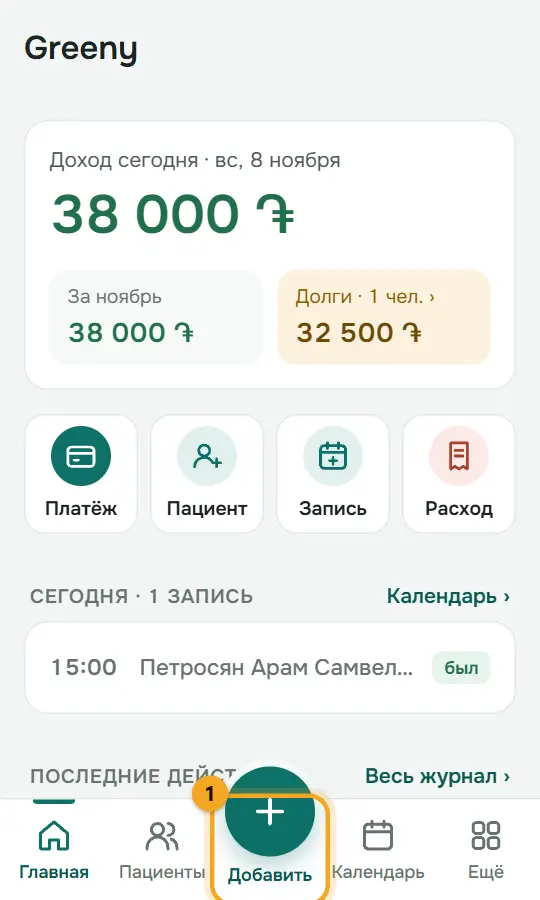 Greeny
Доход сегодня · вс, 8 ноября
38 000 ֏
За ноябрь
38 000 ֏
Долги · 1 чел. ›
32 500 ֏
Платёж
Пациент
Запись
Расход
СЕГОДНЯ · 1 ЗАПИСЬ
Календарь ›
15:00 Петросян Арам Самвел... был
ПОСЛЕДНИЕ ДЕЙСТ
Весь журнал ›
1
Главная
Пациенты
Добавить
Календарь
Ещё